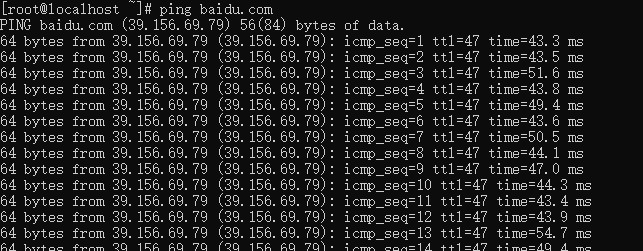 [root@localhost ~]# ping baidu.com
PING baidu.com (39.156.69.79) 56(84) bytes of data.
64 bytes from 39.156.69.79 (39.156.69.79): icmp_seq=1 ttl=47 time=43.3 ms
64 bytes from 39.156.69.79 (39.156.69.79): icmp_seq=2 ttl=47 time=43.5 ms
64 bytes from 39.156.69.79 (39.156.69.79): icmp_seq=3 ttl=47 time=51.6 ms
64 bytes from 39.156.69.79 (39.156.69.79): icmp_seq=4 ttl=47 time=43.8 ms
64 bytes from 39.156.69.79 (39.156.69.79): icmp_seq=5 ttl=47 time=49.4 ms
64 bytes from 39.156.69.79 (39.156.69.79): icmp_seq=6 ttl=47 time=43.6 ms
64 bytes from 39.156.69.79 (39.156.69.79): icmp_seq=7 ttl=47 time=50.5 ms
64 bytes from 39.156.69.79 (39.156.69.79): icmp_seq=8 ttl=47 time=44.1 ms
64 bytes from 39.156.69.79 (39.156.69.79): icmp_seq=9 ttl=47 time=47.0 ms
64 bytes from 39.156.69.79 (39.156.69.79): icmp_seq=10 ttl=47 time=44.3 ms
64 bytes from 39.156.69.79 (39.156.69.79): icmp_seq=11 ttl=47 time=43.4 ms
64 bytes from 39.156.69.79 (39.156.69.79): icmp_seq=12 ttl=47 time=43.9 ms
64 bytes from 39.156.69.79 (39.156.69.79): icmp_seq=13 ttl=47 time=54.7 ms
64 bytes from 39.156.69.79 (39.156.69.79): icmp_seq=14 ttl=47 time=49.4 ms